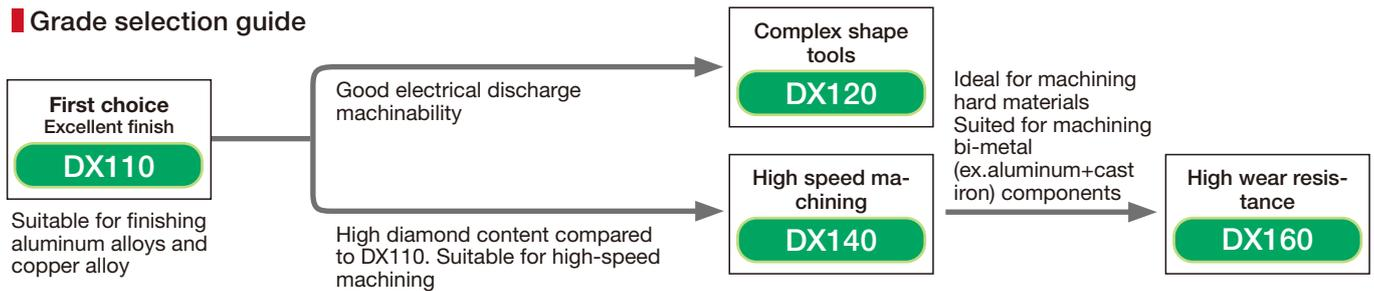 Grade selection guide
First choice
Excellent finish
DX110
Suitable for finishing
aluminum alloys and
copper alloy
Good electrical discharge
machinability
Complex shape
tools
DX120
High diamond content compared
to DX110. Suitable for high-speed
machining
High speed ma-
chining
DX140
Ideal for machining
hard materials
Suited for machining
bi-metal
(ex.aluminum+cast
iron) components
High wear resis-
tance
DX160